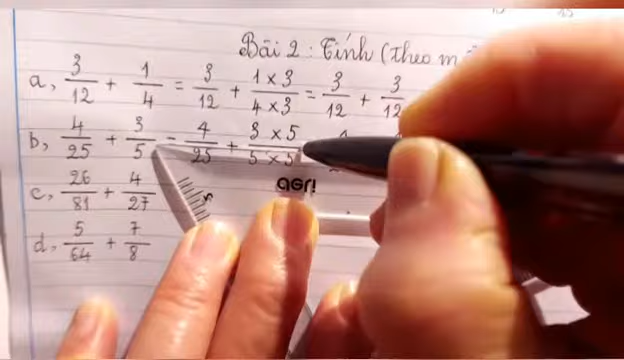 Bài 2: Tính (theo m
a, 3/12 + 1/4 = 3/12 + 1 x 3/4 x 3 = 3/12 + 3/12
b, 4/25 + 3/5 = 4/25 + 3 x 5/5 x 5
deli
c, 26/81 + 4/27
d, 5/64 + 7/8